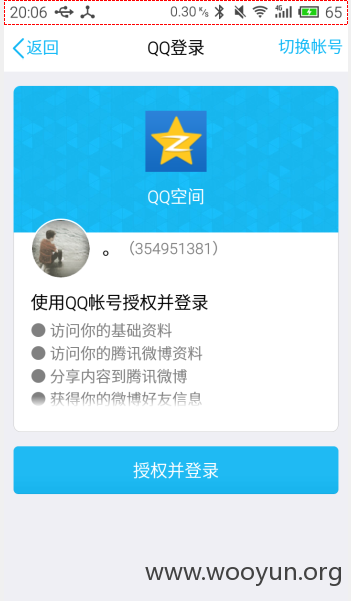 20:06 0.30 K/s 4G 65
返回 QQ登录 切换帐号
QQ空间
。 （354951381）
使用QQ帐号授权并登录
● 访问你的基础资料
● 访问你的腾讯微博资料
● 分享内容到腾讯微博
● 获得你的微博好友信息
授权并登录
www.wooyun.org